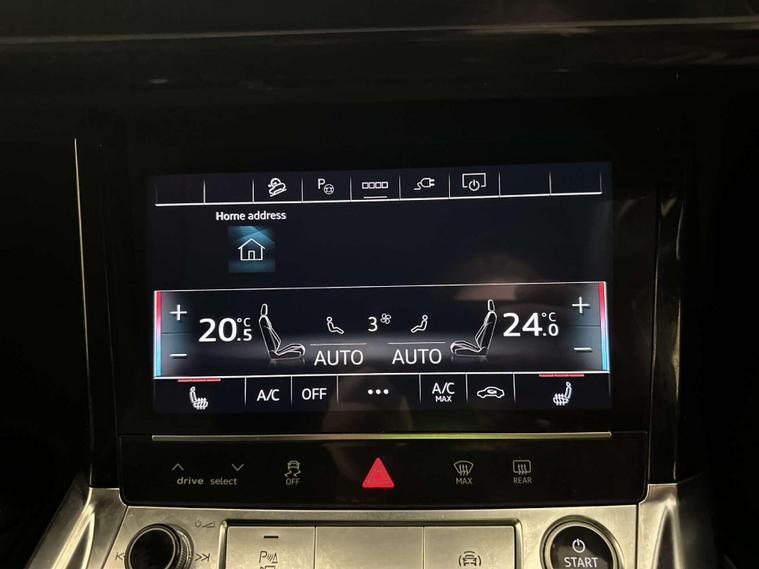 P
Home address
20.5 °C
3
24.0 °C
AUTO
AUTO
A/C
OFF
A/C
MAX
drive select
OFF
MAX
REAR
P
START